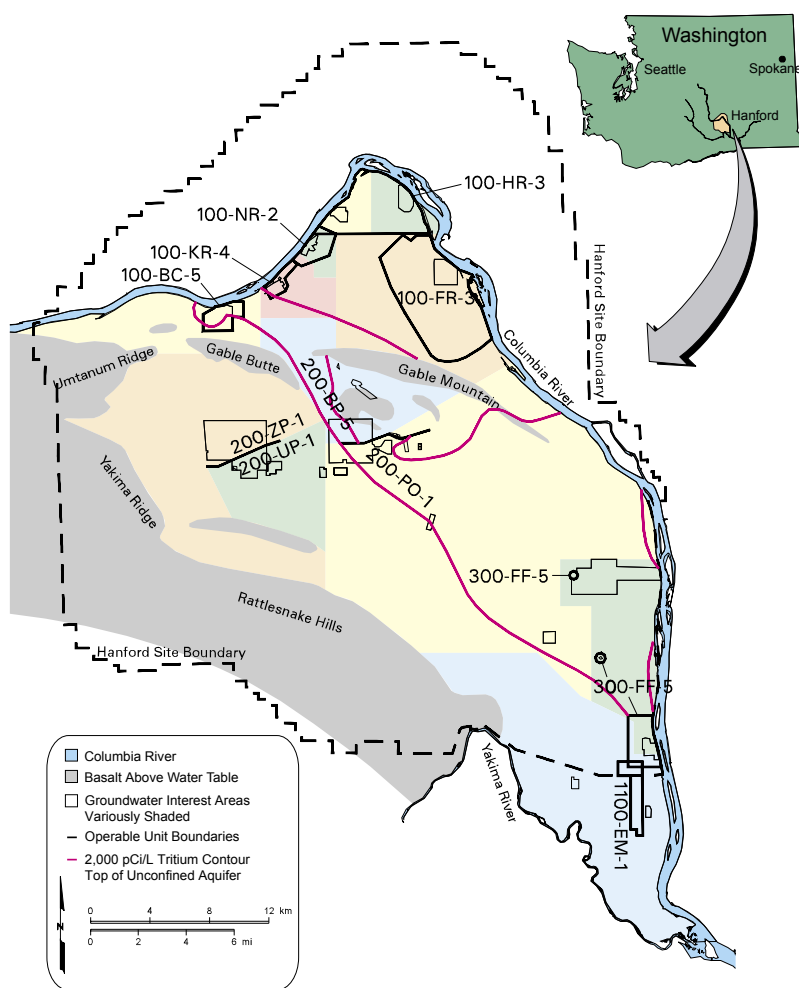 Washington
Seattle
Spokane
Hanford
100-HR-3
100-NR-2
100-KR-4
100-BC-5
100-FR-3
Hanford Site Boundary
Columbia River
Umtanum Ridge
Gable Butte
Gable Mountain
200-BP-5
200-ZP-1
200-UP-1
200-PO-1
Yakima Ridge
300-FF-5
Rattlesnake Hills
Hanford Site Boundary
300-FF-5
Yakima River
1100-EM-1
Columbia River
Basalt Above Water Table
Groundwater Interest Areas
Variously Shaded
Operable Unit Boundaries
2,000 pCi/L Tritium Contour
Top of Unconfined Aquifer
N
0 4 8 12 km
0 2 4 6 mi